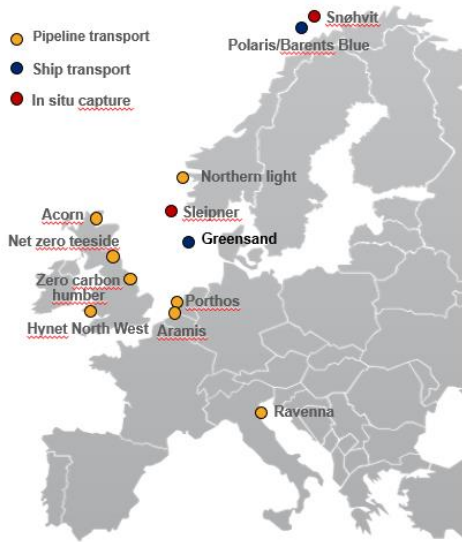 Pipeline transport
Ship transport
In situ capture
Snøhvit
Polaris/Barents Blue
Northern light
Sleipner
Greensand
Acorn
Net zero teeside
Zero carbon
humber
Hynet North West
Porthos
Aramis
Ravenna